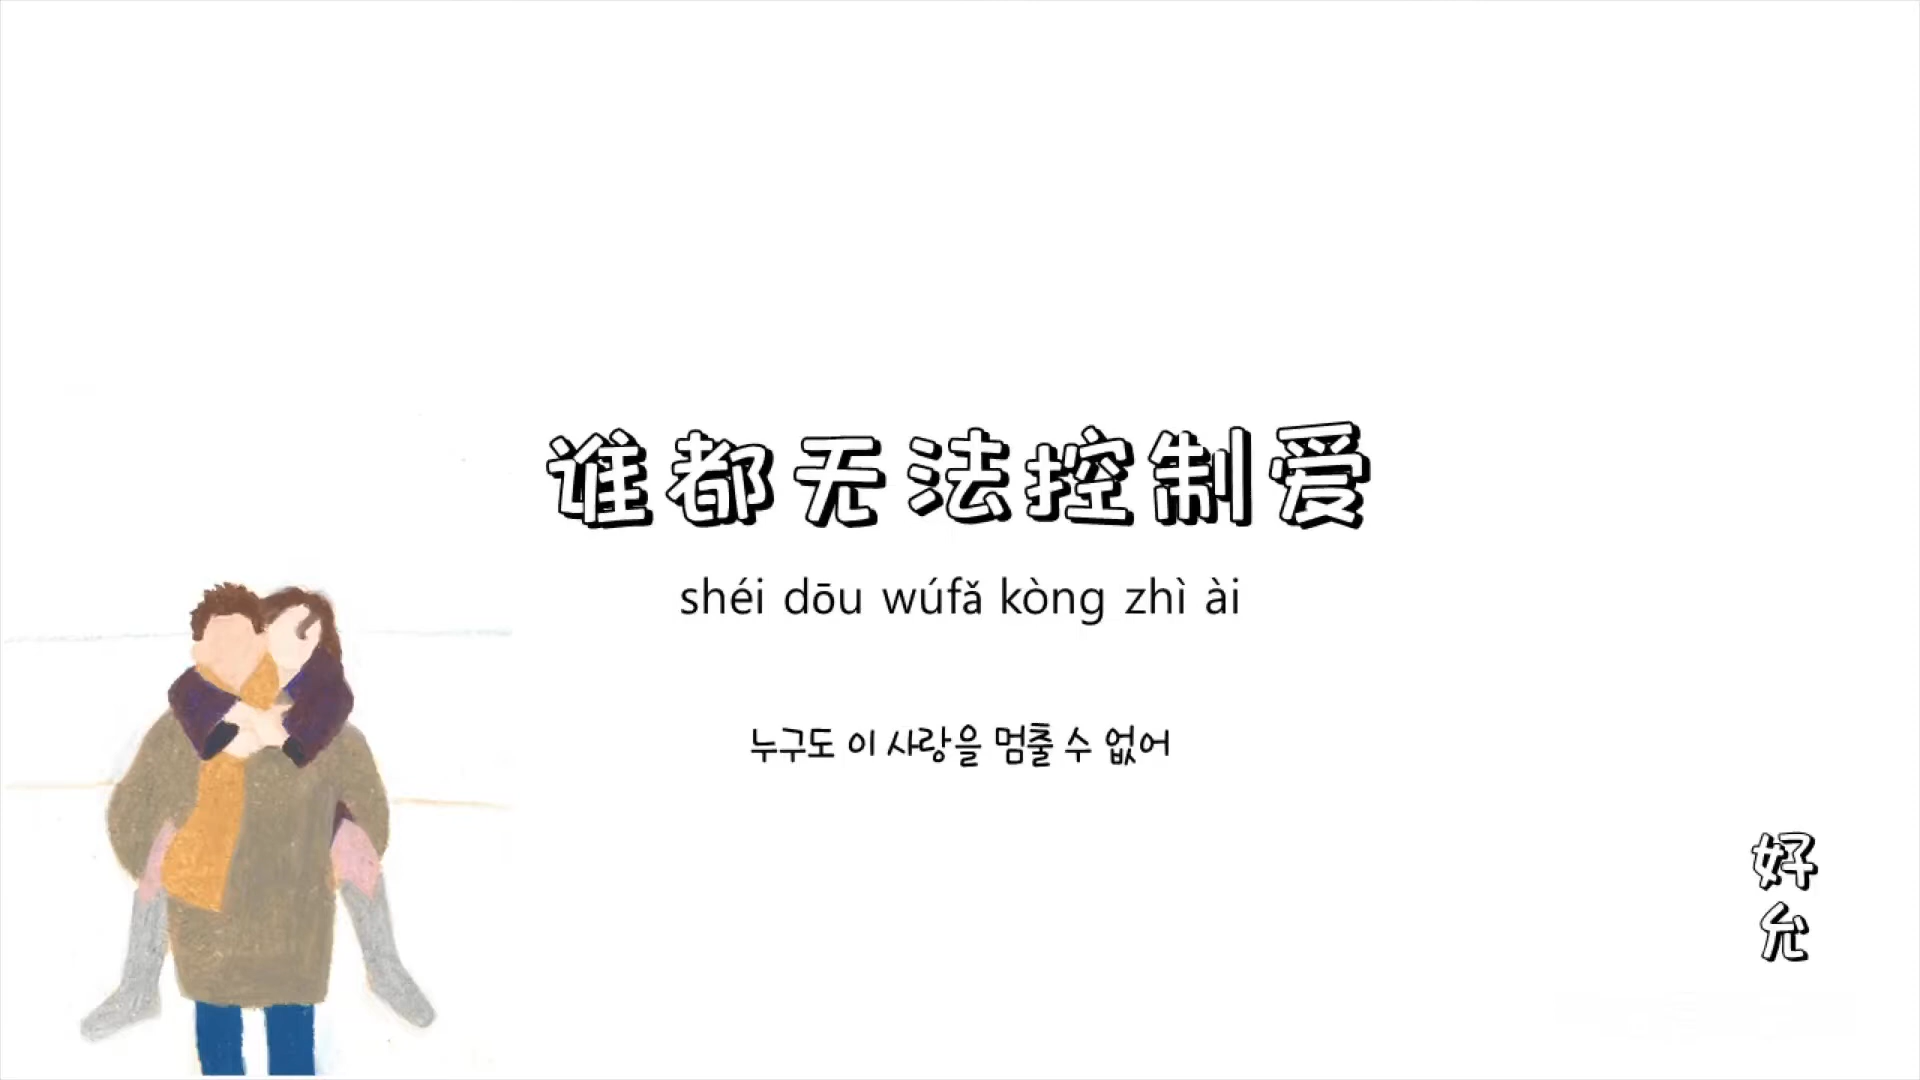 谁都无法控制爱
shéi dōu wúfǎ kòng zhì ài
누구도 이 사랑을 멈출 수 없어
好允